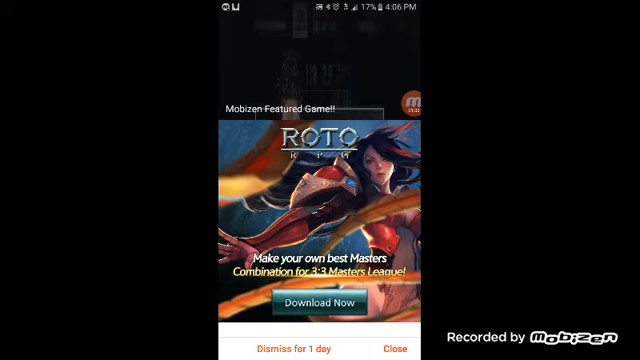 17% 4:06 PM
Mobizen Featured Game!!
ROTO
RPG
Make your own best Masters
Combination for 3:3 Masters League!
Download Now
Dismiss for 1 day
Close
Recorded by mobizen